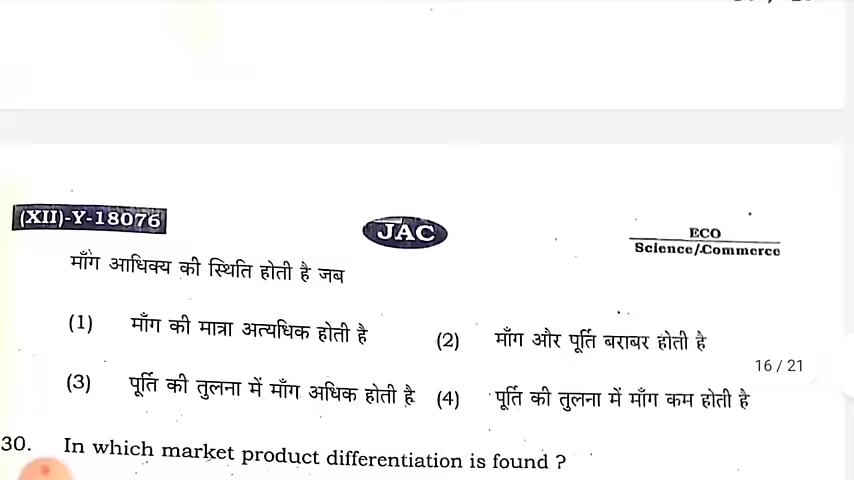 (XII)-Y-18076
JAC
ECO
Science/Commerce
माँग आधिक्य की स्थिति होती है जब
(1) माँग की मात्रा अत्यधिक होती है
(2) माँग और पूर्ति बराबर होती है
16 / 21
(3) पूर्ति की तुलना में माँग अधिक होती है
(4) पूर्ति की तुलना में माँग कम होती है
30. In which market product differentiation is found ?